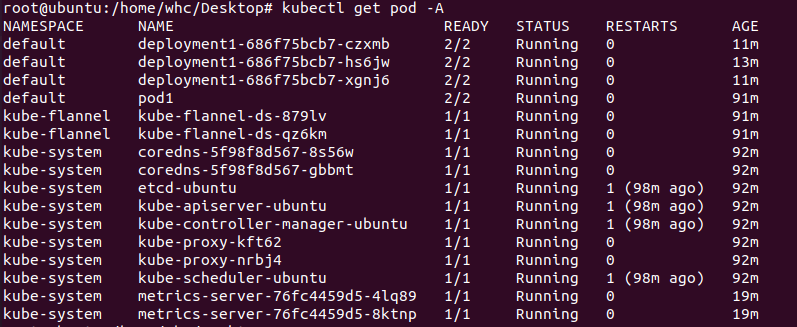 root@ubuntu:/home/whc/Desktop# kubectl get pod -A
NAMESPACE NAME READY STATUS RESTARTS AGE
default deployment1-686f75bcb7-czxmb 2/2 Running 0 11m
default deployment1-686f75bcb7-hs6jw 2/2 Running 0 13m
default deployment1-686f75bcb7-xgnj6 2/2 Running 0 11m
default pod1 2/2 Running 0 91m
kube-flannel kube-flannel-ds-879lv 1/1 Running 0 91m
kube-flannel kube-flannel-ds-qz6km 1/1 Running 0 91m
kube-system coredns-5f98f8d567-8s56w 1/1 Running 0 92m
kube-system coredns-5f98f8d567-gbbmt 1/1 Running 0 92m
kube-system etcd-ubuntu 1/1 Running 1 (98m ago) 92m
kube-system kube-apiserver-ubuntu 1/1 Running 1 (98m ago) 92m
kube-system kube-controller-manager-ubuntu 1/1 Running 1 (98m ago) 92m
kube-system kube-proxy-kft62 1/1 Running 0 92m
kube-system kube-proxy-nrbj4 1/1 Running 0 92m
kube-system kube-scheduler-ubuntu 1/1 Running 1 (98m ago) 92m
kube-system metrics-server-76fc4459d5-4lq89 1/1 Running 0 19m
kube-system metrics-server-76fc4459d5-8ktnp 1/1 Running 0 19m